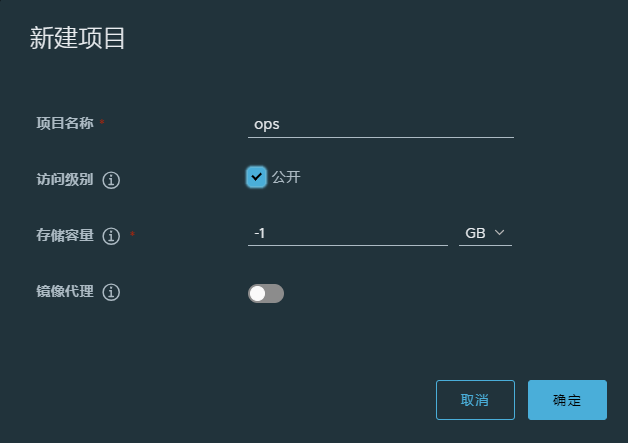 新建项目
项目名称 *
ops
访问级别
公开
存储容量 *
-1 GB
镜像代理
取消 确定